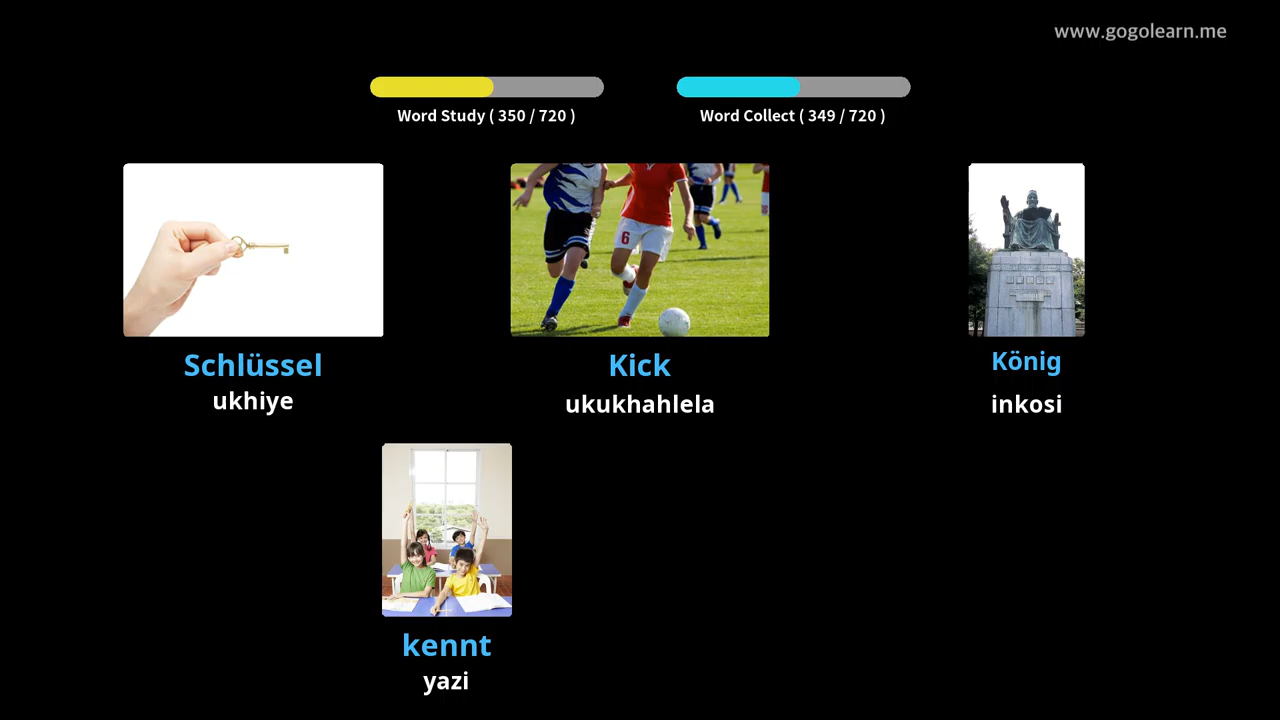 www.gogolearn.me
Word Study ( 350 / 720 )
Word Collect ( 349 / 720 )
Schlüssel
ukhiye
Kick
ukukhahlela
König
inkosi
kennt
yazi